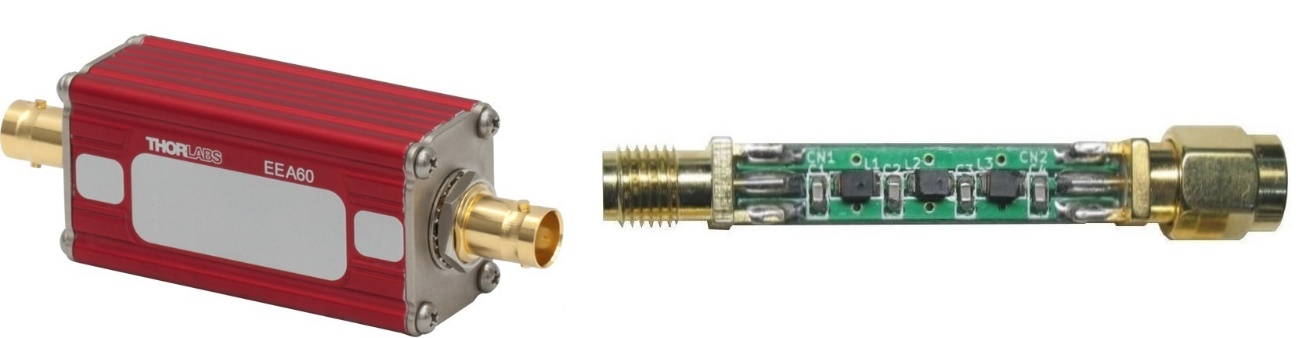 THORLABS
EEA60
CN1
L1
C2
L2
C3
L3
CN2